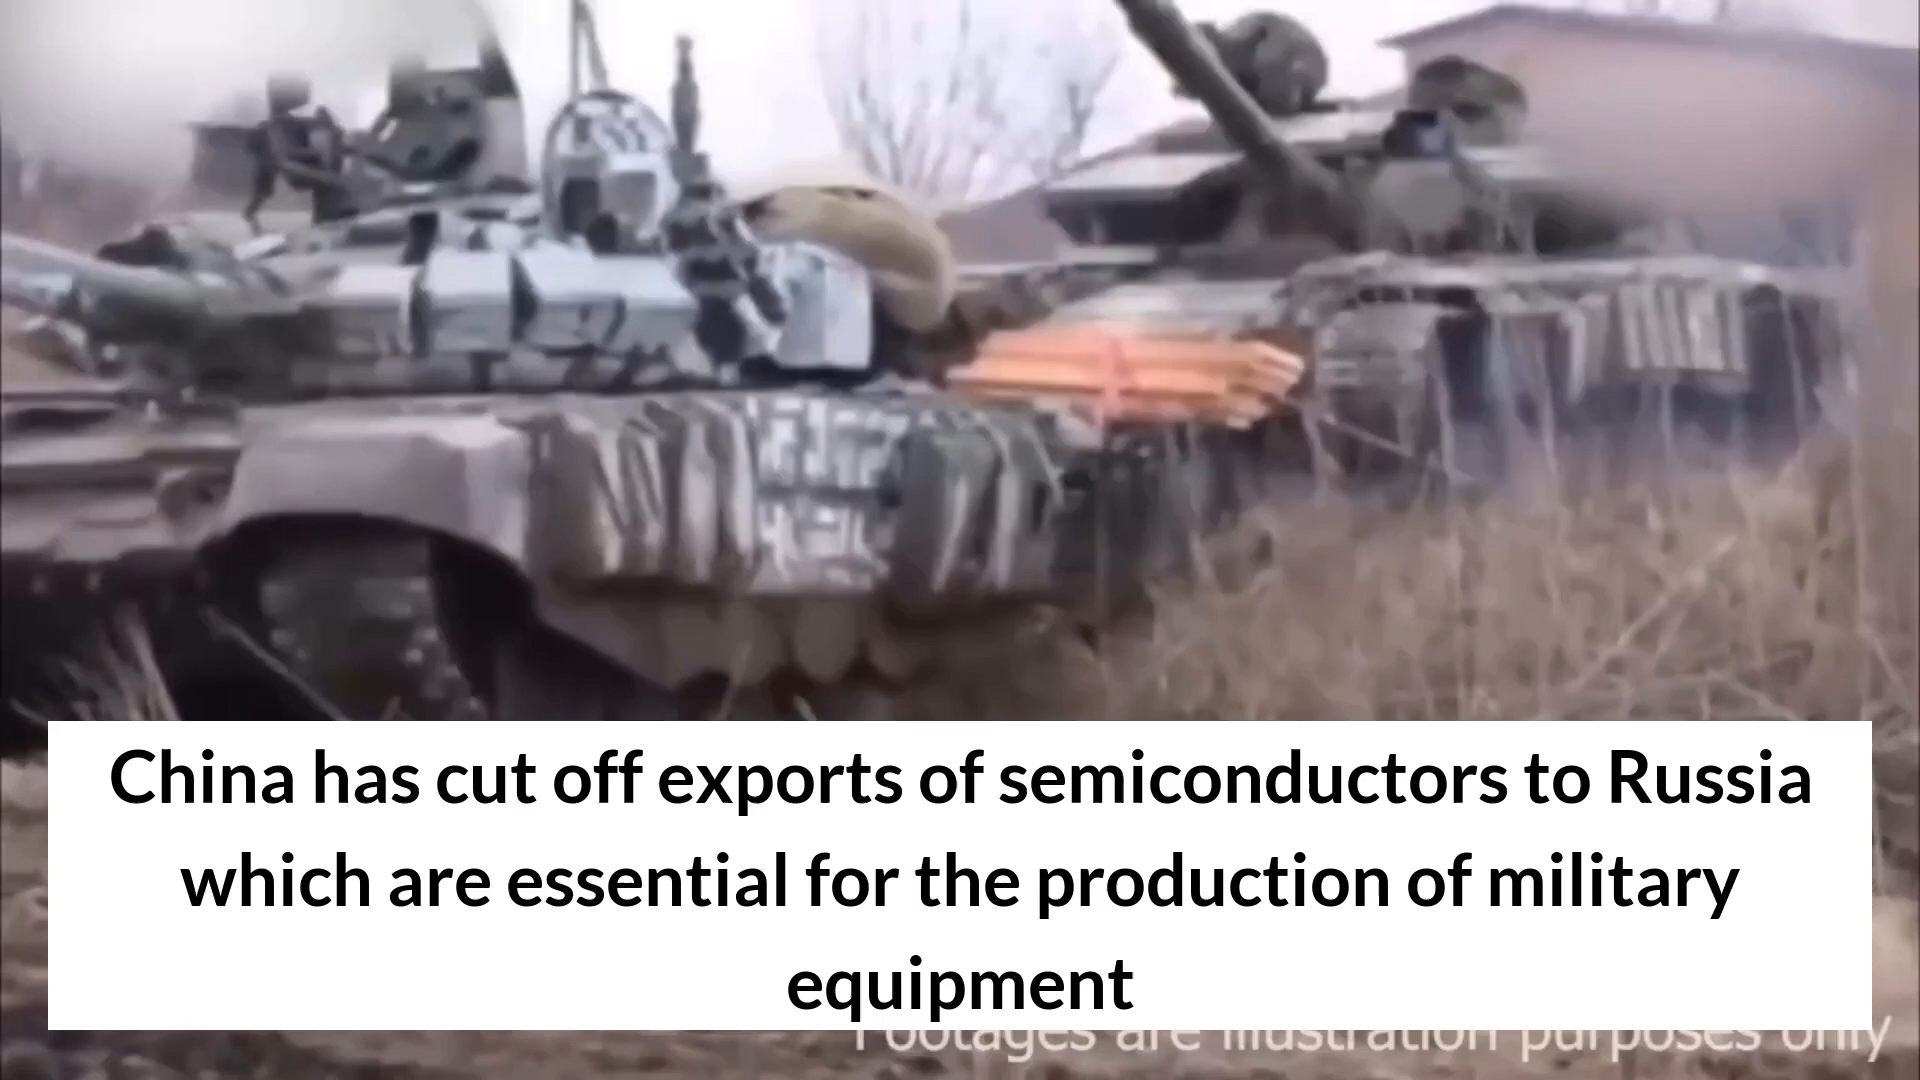 China has cut off exports of semiconductors to Russia
which are essential for the production of military
equipment
Footages are illustration purposes only